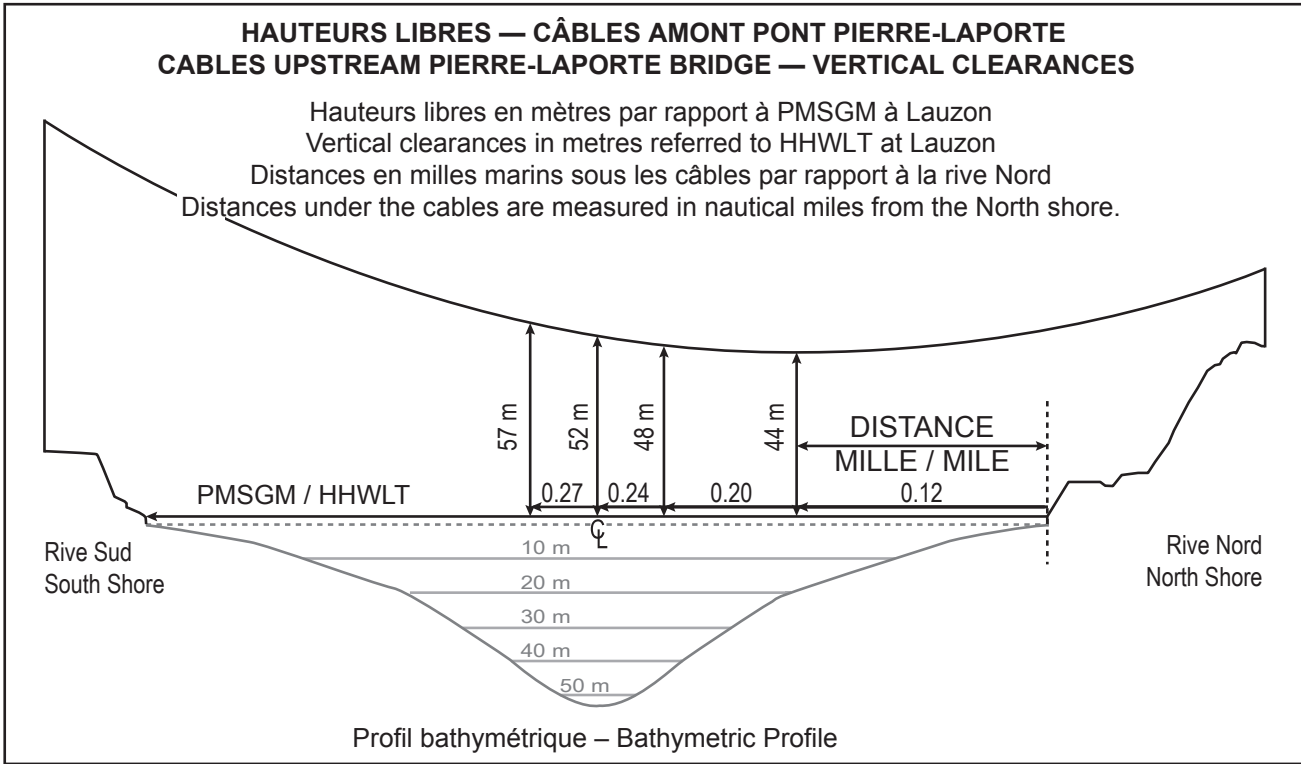 HAUTEURS LIBRES — CÂBLES AMONT PONT PIERRE-LAPORTE
CABLES UPSTREAM PIERRE-LAPORTE BRIDGE — VERTICAL CLEARANCES
Hauteurs libres en mètres par rapport à PMSGM à Lauzon
Vertical clearances in metres referred to HHWLT at Lauzon
Distances en milles marins sous les câbles par rapport à la rive Nord
Distances under the cables are measured in nautical miles from the North shore.
57 m
52 m
48 m
44 m
DISTANCE
MILLE / MILE
PMSGM / HHWLT
0.27
0.24
0.20
0.12
℄
Rive Sud
South Shore
Rive Nord
North Shore
10 m
20 m
30 m
40 m
50 m
Profil bathymétrique – Bathymetric Profile